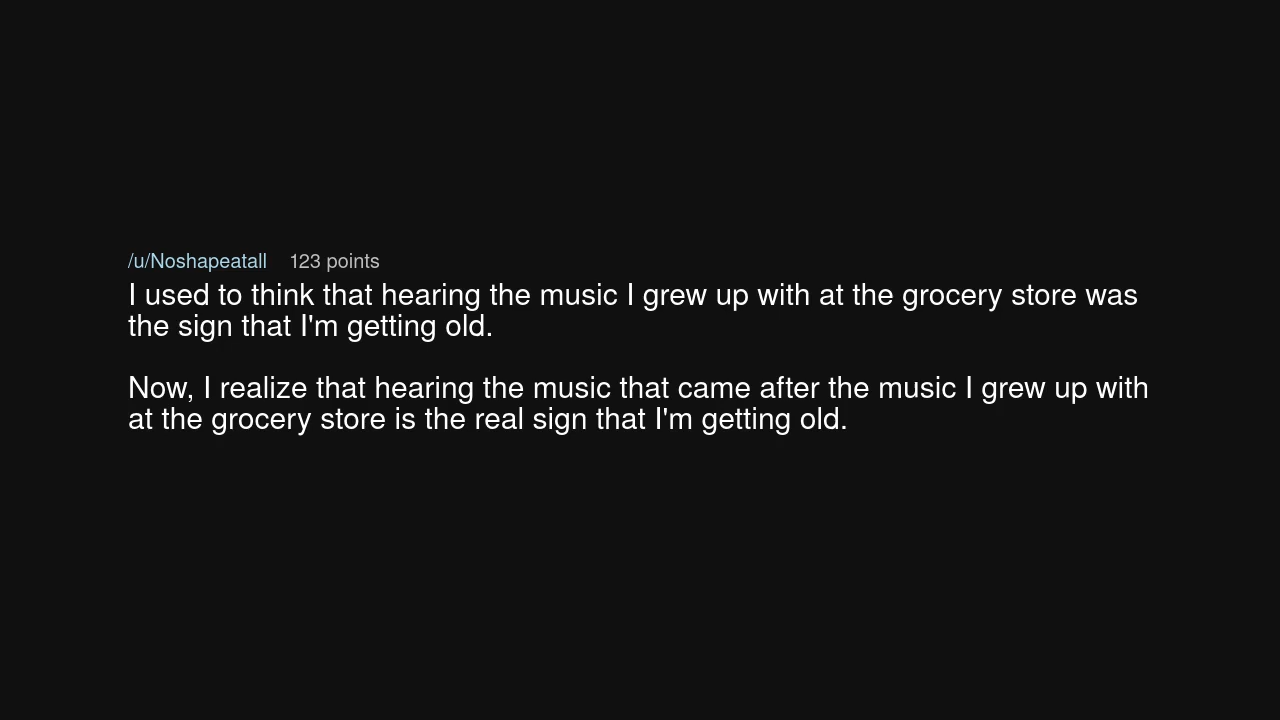 /u/Noshapeatall 123 points
I used to think that hearing the music I grew up with at the grocery store was
the sign that I'm getting old.
Now, I realize that hearing the music that came after the music I grew up with
at the grocery store is the real sign that I'm getting old.